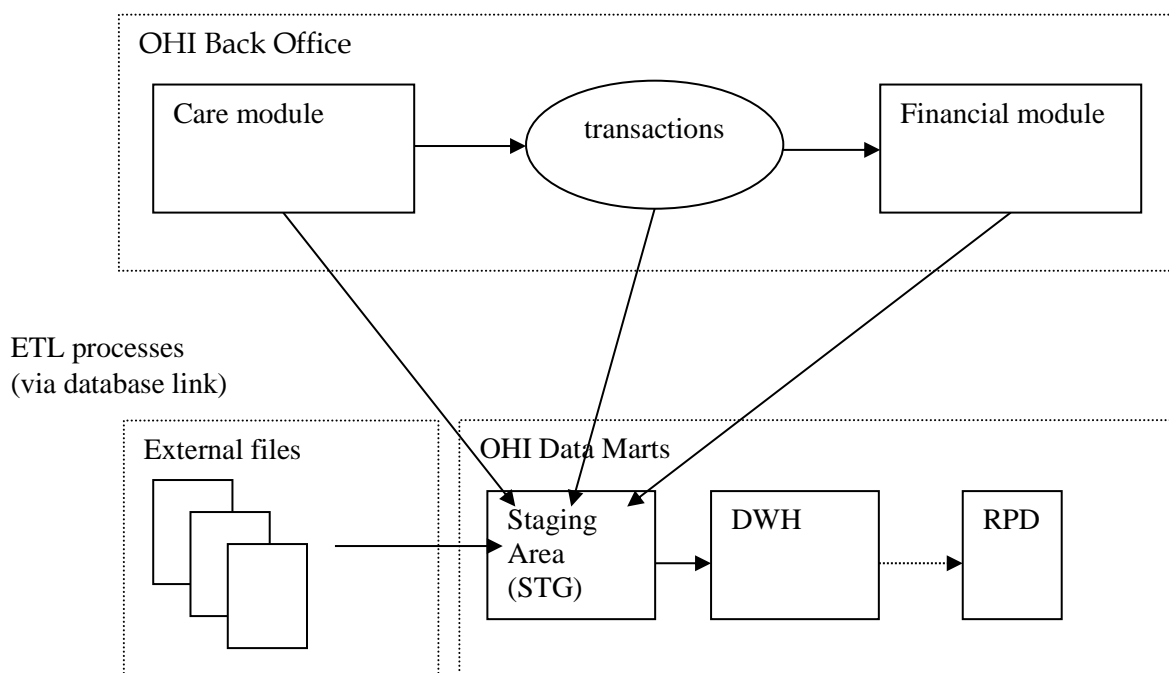 OHI Back Office
Care module
transactions
Financial module
ETL processes
(via database link)
External files
OHI Data Marts
Staging
Area
(STG)
DWH
RPD